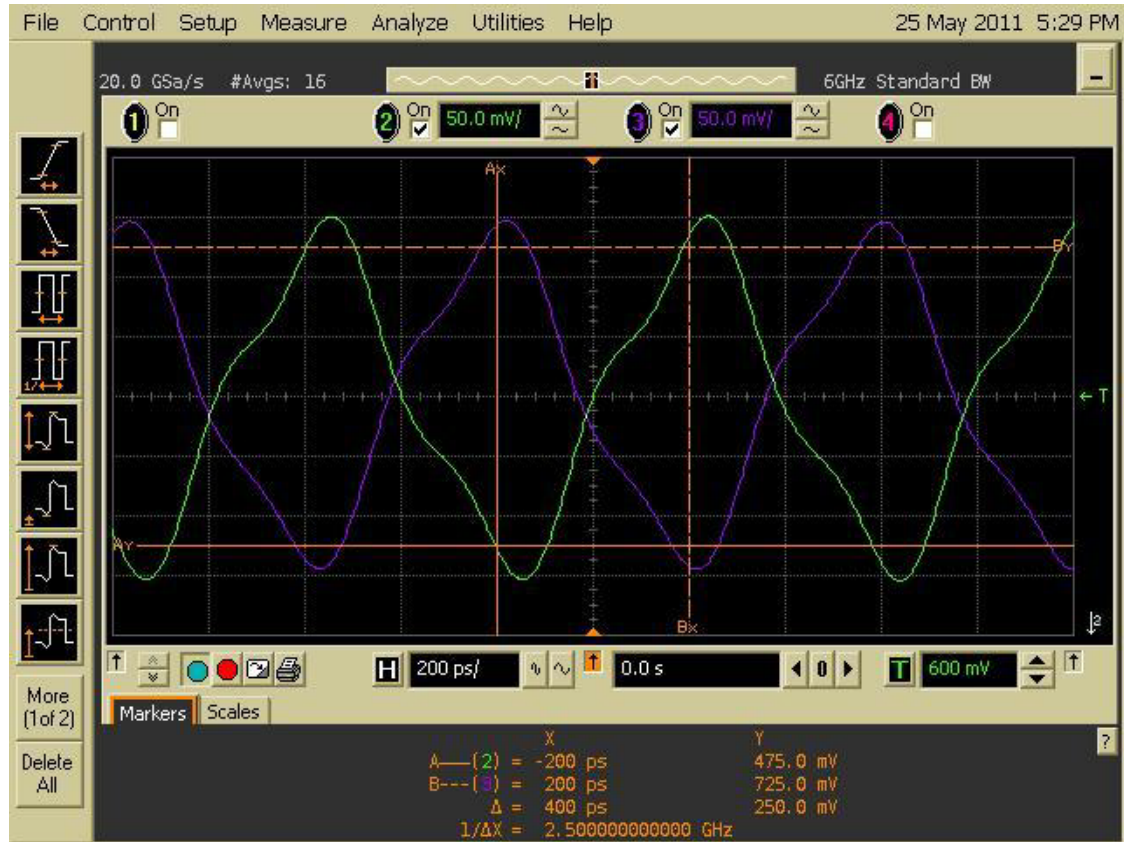 File Control Setup Measure Analyze Utilities Help 25 May 2011 5:29 PM
20.0 GSa/s #Avgs: 16 6GHz Standard BW
1 On 2 On 50.0 mV/ 3 On 50.0 mV/ 4 On
Ax
BY
T
AY
Bx
2
H 200 ps/ 0.0 s 0 T 600 mV
1/
More
(1of 2)
Delete
All
Markers Scales
?
X Y
A——(2) = -200 ps 475.0 mV
B---(3) = 200 ps 725.0 mV
Δ = 400 ps 250.0 mV
1/ΔX = 2.500000000000 GHz